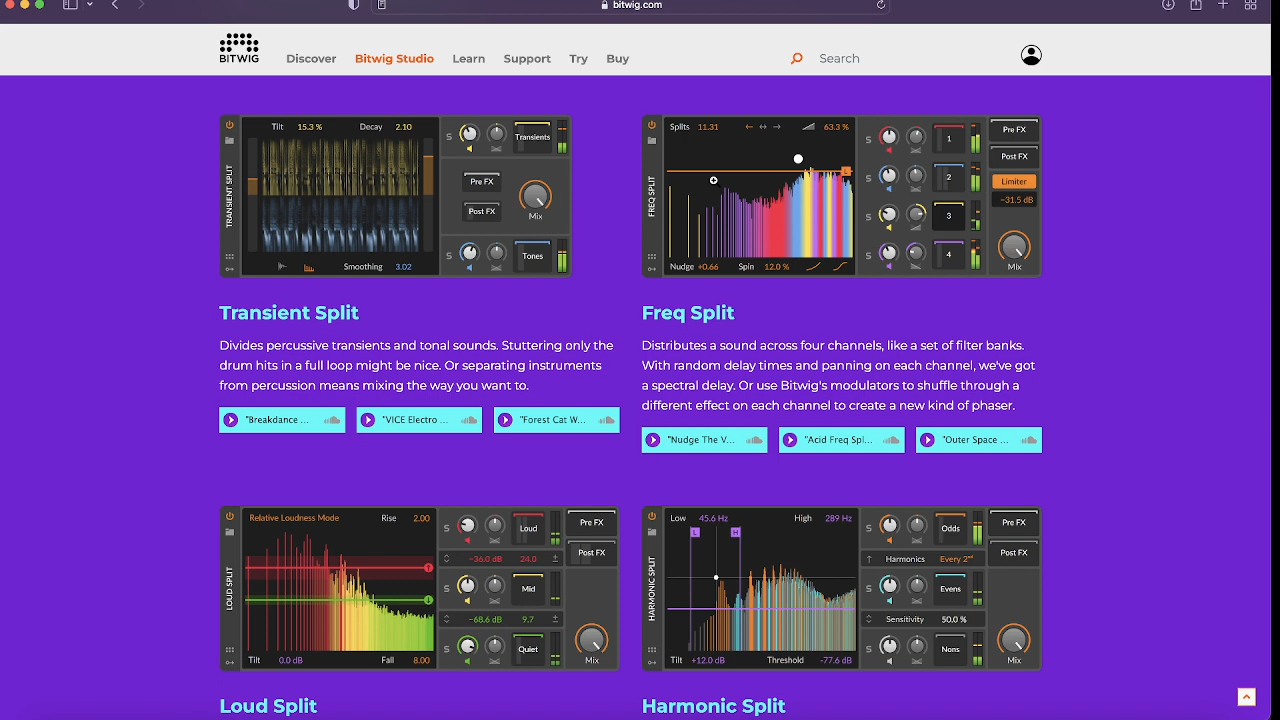 bitwig.com
BITWIG
Discover
Bitwig Studio
Learn
Support
Try
Buy
Search
TRANSIENT SPLIT
Tilt 15.3 % Decay 2.10
Smoothing 3.02
S
Transients
Pre FX
Post FX
Mix
S
Tones
FREQ SPLIT
Splits 11.31 63.3 %
L
Nudge +0.66 Spin 12.0 %
S 1
S 2
S 3
S 4
Pre FX
Post FX
Limiter
−31.5 dB
Mix
Transient Split
Divides percussive transients and tonal sounds. Stuttering only the
drum hits in a full loop might be nice. Or separating instruments
from percussion means mixing the way you want to.
"Breakdance ...
"VICE Electro ...
"Forest Cat W...
Freq Split
Distributes a sound across four channels, like a set of filter banks.
With random delay times and panning on each channel, we've got
a spectral delay. Or use Bitwig's modulators to shuffle through a
different effect on each channel to create a new kind of phaser.
"Nudge The V...
"Acid Freq Spl...
"Outer Space ...
LOUD SPLIT
Relative Loudness Mode Rise 2.00
Tilt 0.0 dB Fall 8.00
S Loud
−36.0 dB 24.0 ±
S Mid
−68.6 dB 9.7 ±
S Quiet
Pre FX
Post FX
Mix
HARMONIC SPLIT
Low 45.6 Hz High 289 Hz
L H
Tilt +12.0 dB Threshold -77.6 dB
S Odds
Harmonics Every 2nd
S Evens
Sensitivity 50.0 %
S Nons
Pre FX
Post FX
Mix
Loud Split
Harmonic Split